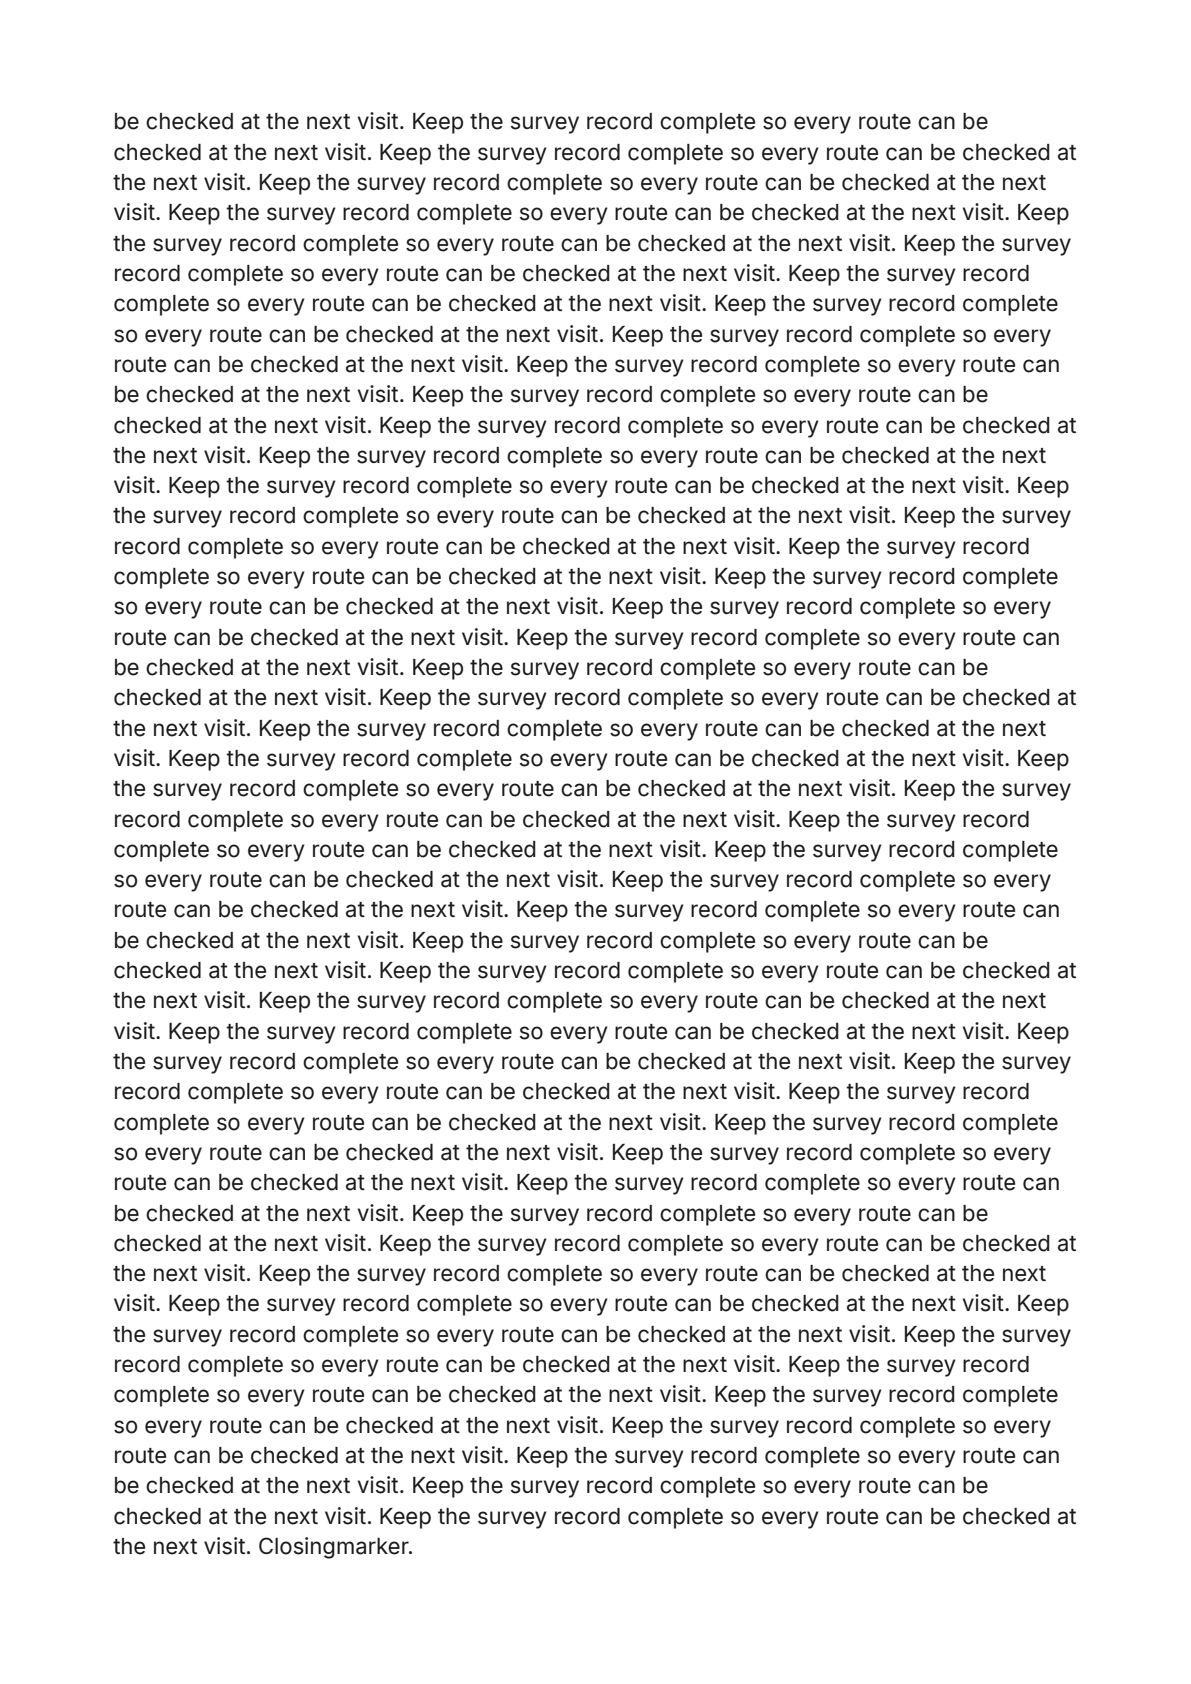 be checked at the next visit. Keep the survey record complete so every route can be
checked at the next visit. Keep the survey record complete so every route can be checked at
the next visit. Keep the survey record complete so every route can be checked at the next
visit. Keep the survey record complete so every route can be checked at the next visit. Keep
the survey record complete so every route can be checked at the next visit. Keep the survey
record complete so every route can be checked at the next visit. Keep the survey record
complete so every route can be checked at the next visit. Keep the survey record complete
so every route can be checked at the next visit. Keep the survey record complete so every
route can be checked at the next visit. Keep the survey record complete so every route can
be checked at the next visit. Keep the survey record complete so every route can be
checked at the next visit. Keep the survey record complete so every route can be checked at
the next visit. Keep the survey record complete so every route can be checked at the next
visit. Keep the survey record complete so every route can be checked at the next visit. Keep
the survey record complete so every route can be checked at the next visit. Keep the survey
record complete so every route can be checked at the next visit. Keep the survey record
complete so every route can be checked at the next visit. Keep the survey record complete
so every route can be checked at the next visit. Keep the survey record complete so every
route can be checked at the next visit. Keep the survey record complete so every route can
be checked at the next visit. Keep the survey record complete so every route can be
checked at the next visit. Keep the survey record complete so every route can be checked at
the next visit. Keep the survey record complete so every route can be checked at the next
visit. Keep the survey record complete so every route can be checked at the next visit. Keep
the survey record complete so every route can be checked at the next visit. Keep the survey
record complete so every route can be checked at the next visit. Keep the survey record
complete so every route can be checked at the next visit. Keep the survey record complete
so every route can be checked at the next visit. Keep the survey record complete so every
route can be checked at the next visit. Keep the survey record complete so every route can
be checked at the next visit. Keep the survey record complete so every route can be
checked at the next visit. Keep the survey record complete so every route can be checked at
the next visit. Keep the survey record complete so every route can be checked at the next
visit. Keep the survey record complete so every route can be checked at the next visit. Keep
the survey record complete so every route can be checked at the next visit. Keep the survey
record complete so every route can be checked at the next visit. Keep the survey record
complete so every route can be checked at the next visit. Keep the survey record complete
so every route can be checked at the next visit. Keep the survey record complete so every
route can be checked at the next visit. Keep the survey record complete so every route can
be checked at the next visit. Keep the survey record complete so every route can be
checked at the next visit. Keep the survey record complete so every route can be checked at
the next visit. Keep the survey record complete so every route can be checked at the next
visit. Keep the survey record complete so every route can be checked at the next visit. Keep
the survey record complete so every route can be checked at the next visit. Keep the survey
record complete so every route can be checked at the next visit. Keep the survey record
complete so every route can be checked at the next visit. Keep the survey record complete
so every route can be checked at the next visit. Keep the survey record complete so every
route can be checked at the next visit. Keep the survey record complete so every route can
be checked at the next visit. Keep the survey record complete so every route can be
checked at the next visit. Keep the survey record complete so every route can be checked at
the next visit. Closingmarker.